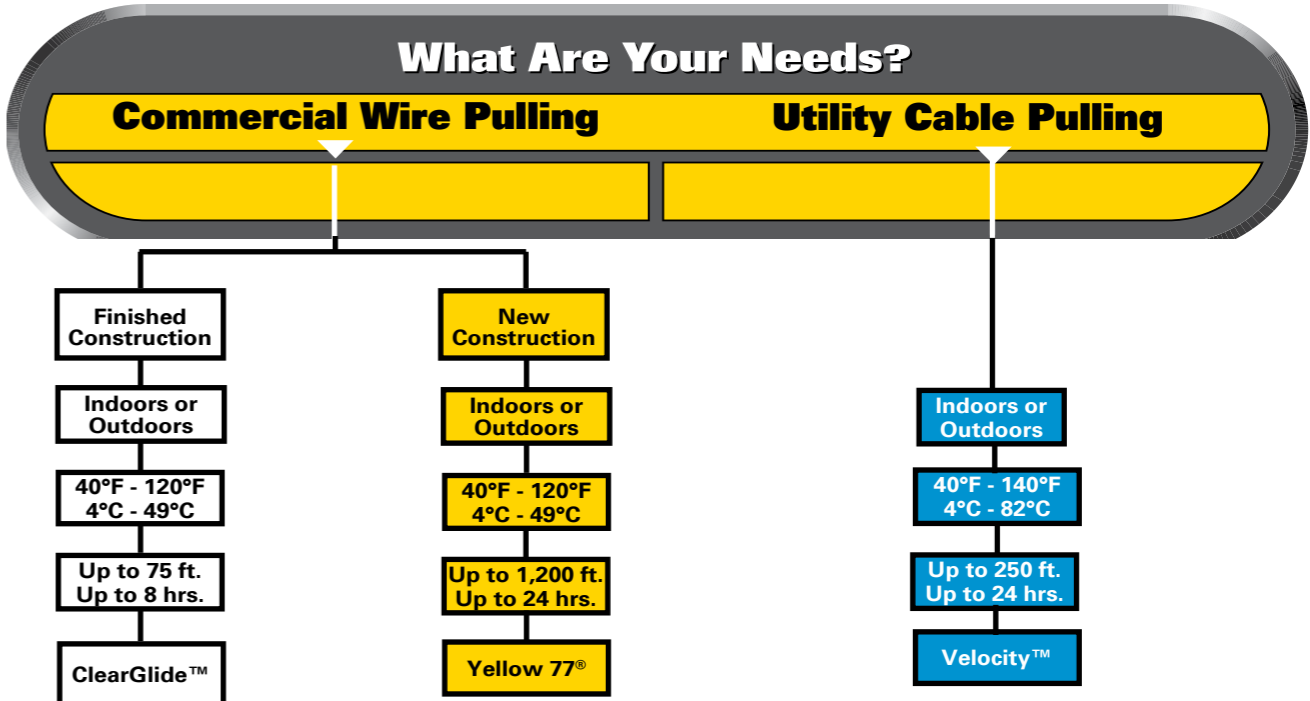 What Are Your Needs?
Commercial Wire Pulling
Utility Cable Pulling
Finished
Construction
Indoors or
Outdoors
40°F - 120°F
4°C - 49°C
Up to 75 ft.
Up to 8 hrs.
ClearGlide™
New
Construction
Indoors or
Outdoors
40°F - 120°F
4°C - 49°C
Up to 1,200 ft.
Up to 24 hrs.
Yellow 77®
Indoors or
Outdoors
40°F - 140°F
4°C - 82°C
Up to 250 ft.
Up to 24 hrs.
Velocity™